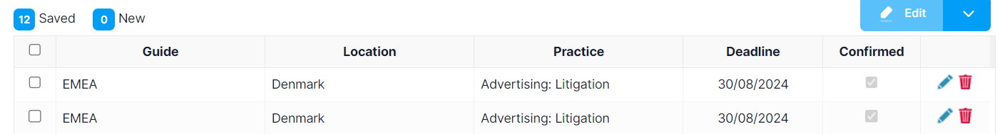 12 Saved 0 New Edit
Guide Location Practice Deadline Confirmed
EMEA Denmark Advertising: Litigation 30/08/2024
EMEA Denmark Advertising: Litigation 30/08/2024